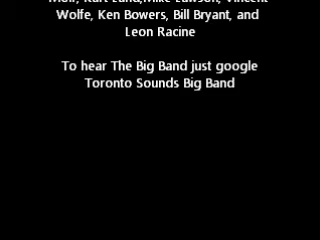 Moir, Kurt Lund,Mike Lawson, Vincent
Wolfe, Ken Bowers, Bill Bryant, and
Leon Racine
To hear The Big Band just google
Toronto Sounds Big Band